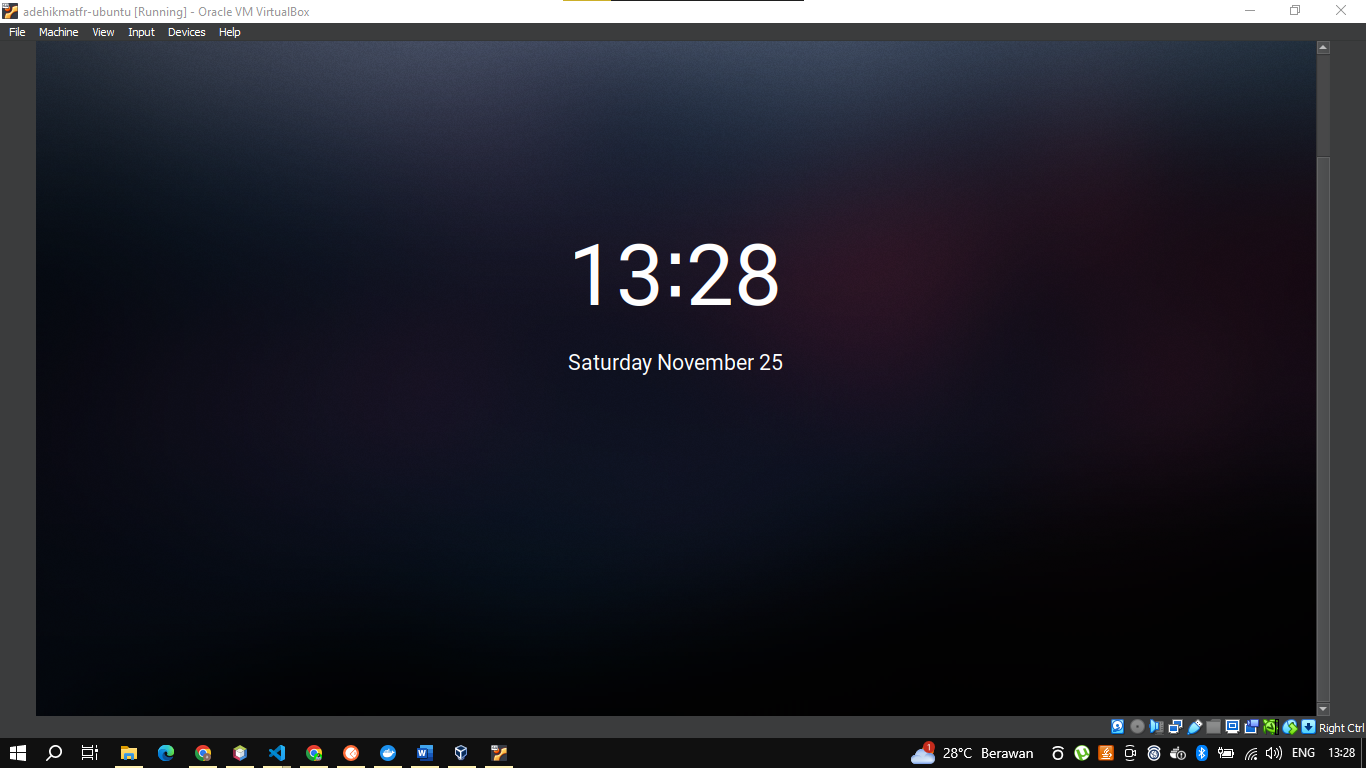 adehikmatfr-ubuntu [Running] - Oracle VM VirtualBox
File Machine View Input Devices Help
13:28
Saturday November 25
Right Ctrl
1
28°C Berawan ENG 13:28